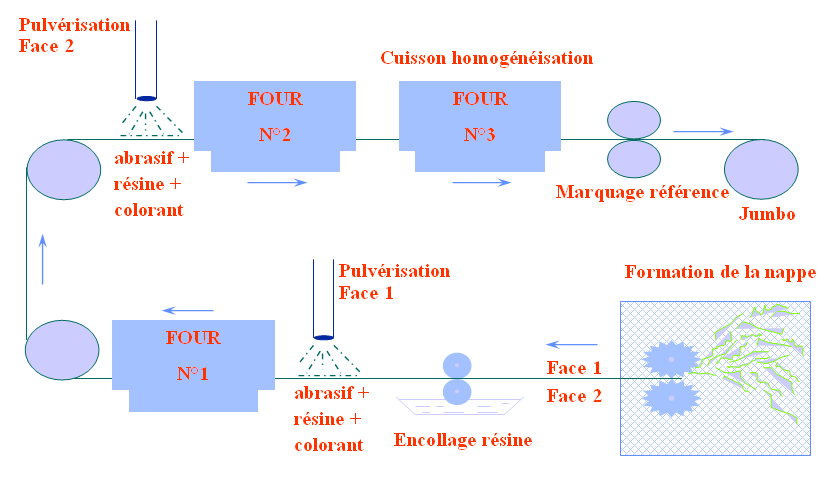 Pulvérisation
Face 2
Cuisson homogénéisation
FOUR
N°2
FOUR
N°3
abrasif +
résine +
colorant
Marquage référence
Jumbo
Formation de la nappe
Pulvérisation
Face 1
FOUR
N°1
Face 1
Face 2
abrasif +
résine +
colorant
Encollage résine